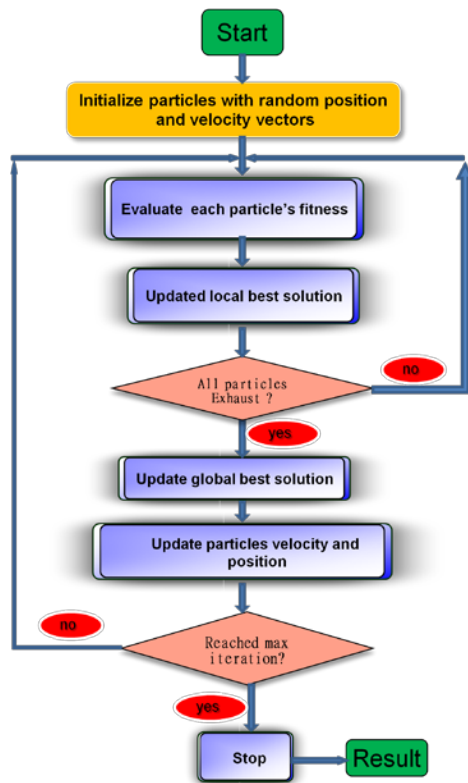 Start
Initialize particles with random position
and velocity vectors
Evaluate each particle's fitness
Updated local best solution
All particles
Exhaust ?
no
yes
Update global best solution
Update particles velocity and
position
no
Reached max
iteration?
yes
Stop
Result